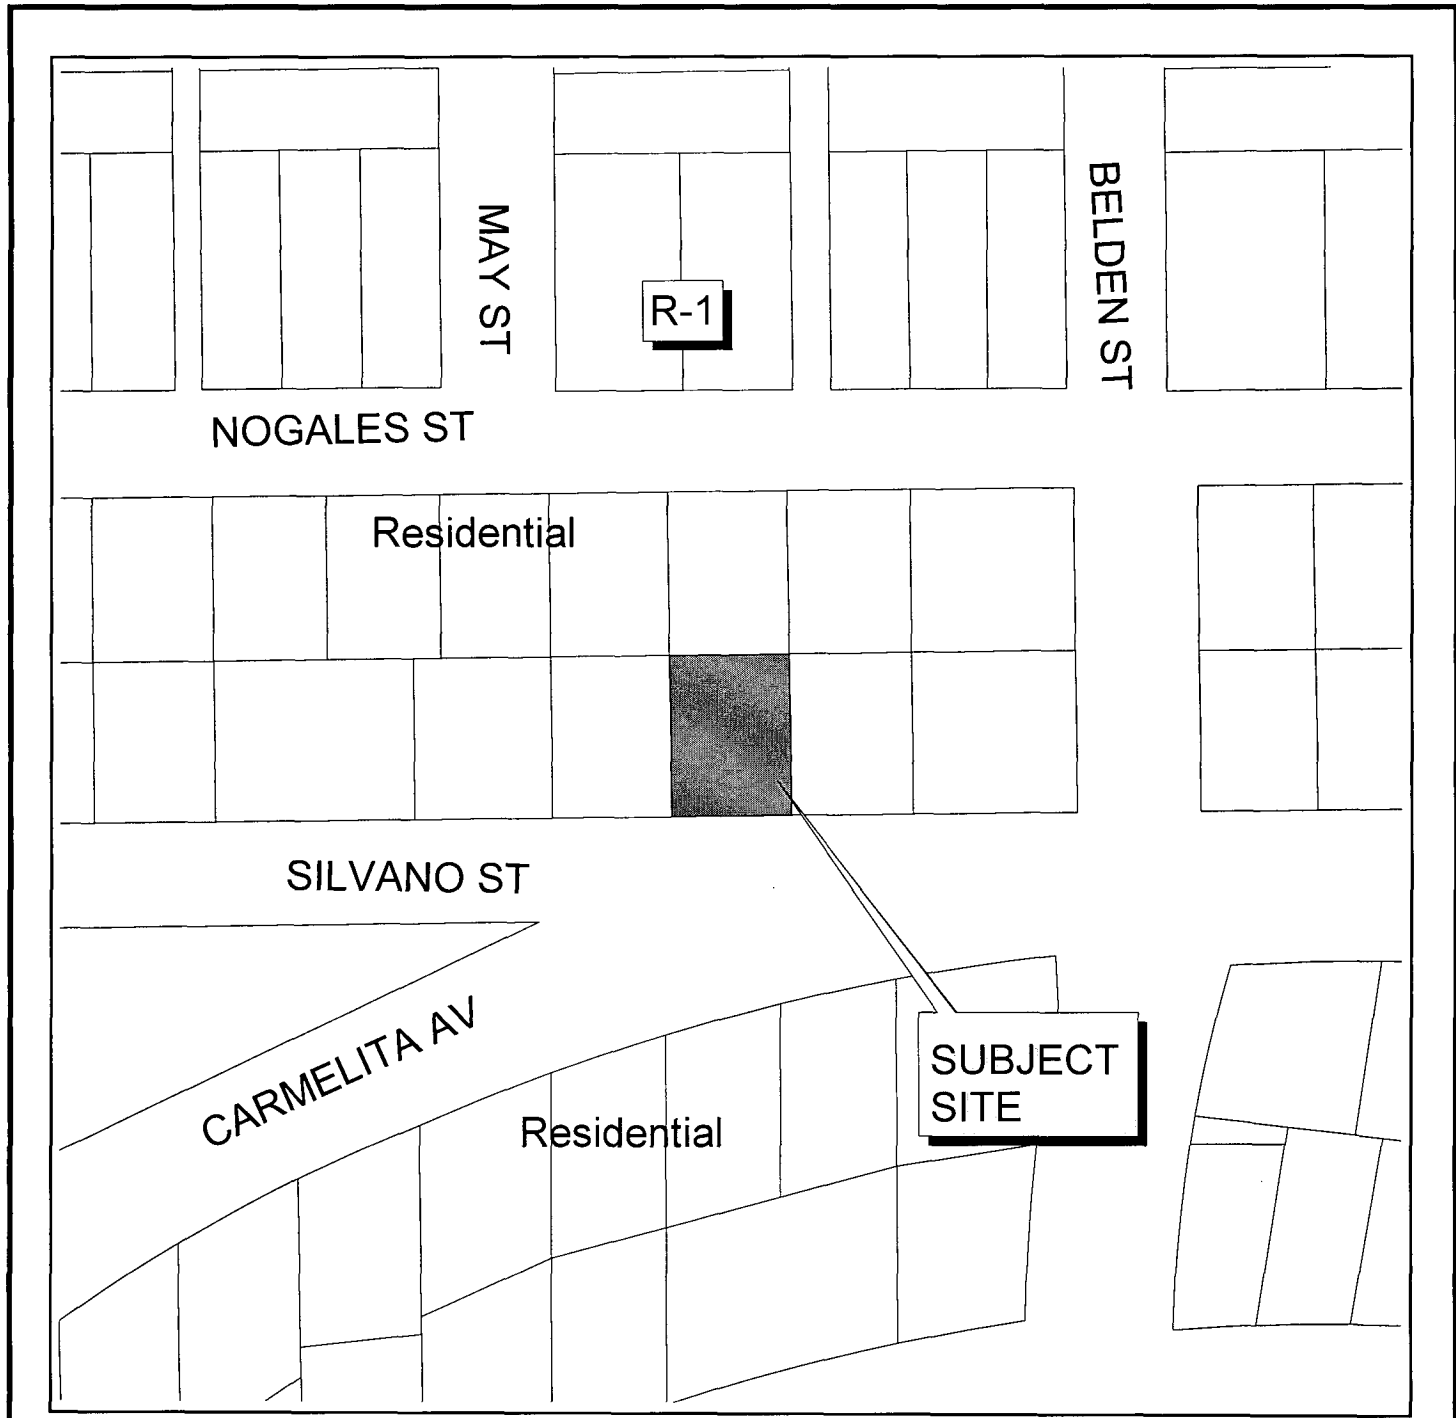 MAY ST
BELDEN ST
R-1
NOGALES ST
Residential
SILVANO ST
CARMELITA AV
SUBJECT
SITE
Residential